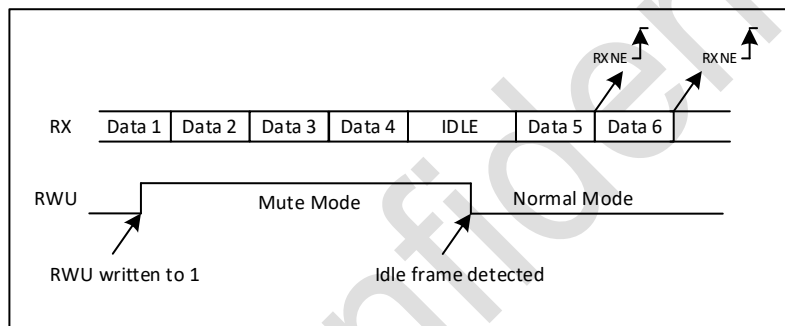 RXNE RXNE
RX Data 1 Data 2 Data 3 Data 4 IDLE Data 5 Data 6
RWU Mute Mode Normal Mode
RWU written to 1 Idle frame detected